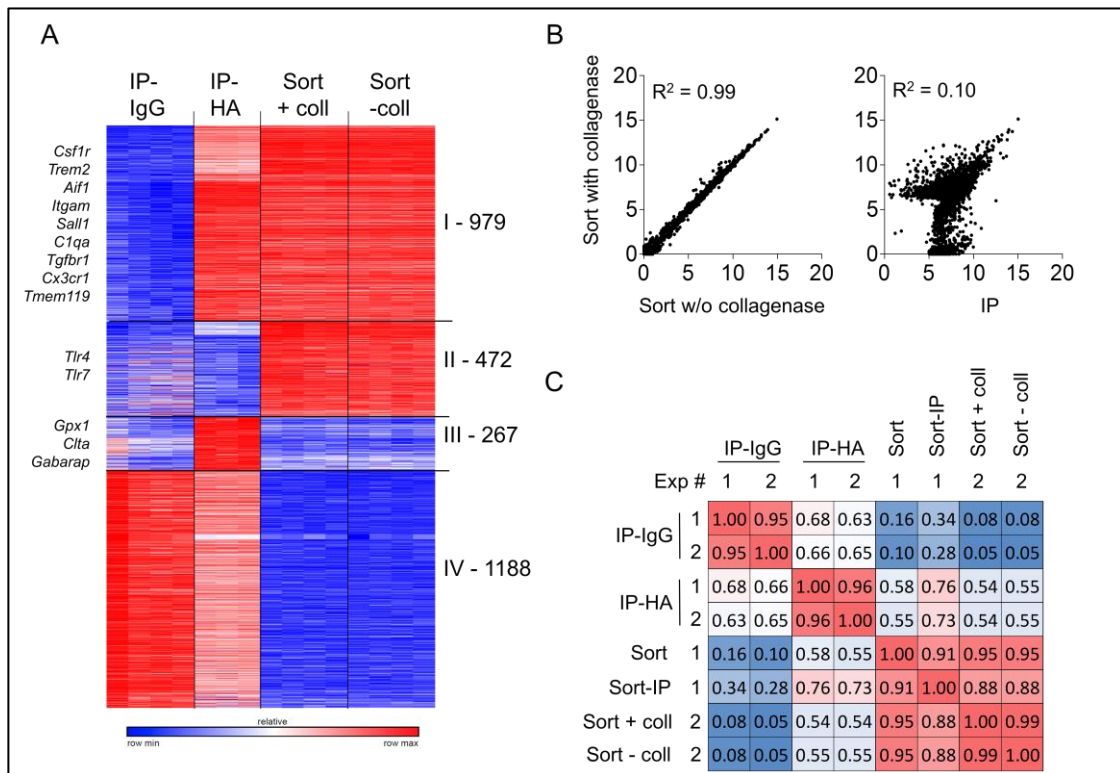 A
IP-
IgG
IP-
HA
Sort
+ coll
Sort
-coll
Csf1r
Trem2
Aif1
Itgam
Sall1
C1qa
Tgfbr1
Cx3cr1
Tmem119
I - 979
Tlr4
Tlr7
II - 472
Gpx1
Clta
Gabarap
III - 267
IV - 1188
relative
row min
row max
B
Sort with collagenase
20
15
10
5
0
R² = 0.99
0 5 10 15 20
Sort w/o collagenase
20
15
10
5
0
R² = 0.10
0 5 10 15 20
IP
C
IP-IgG IP-HA Sort Sort-IP Sort + coll Sort - coll
Exp # 1 2 1 2 1 1 2 2
IP-IgG
1 1.00 0.95 0.68 0.63 0.16 0.34 0.08 0.08
2 0.95 1.00 0.66 0.65 0.10 0.28 0.05 0.05
IP-HA
1 0.68 0.66 1.00 0.96 0.58 0.76 0.54 0.55
2 0.63 0.65 0.96 1.00 0.55 0.73 0.54 0.55
Sort 1 0.16 0.10 0.58 0.55 1.00 0.91 0.95 0.95
Sort-IP 1 0.34 0.28 0.76 0.73 0.91 1.00 0.88 0.88
Sort + coll 2 0.08 0.05 0.54 0.54 0.95 0.88 1.00 0.99
Sort - coll 2 0.08 0.05 0.55 0.55 0.95 0.88 0.99 1.00